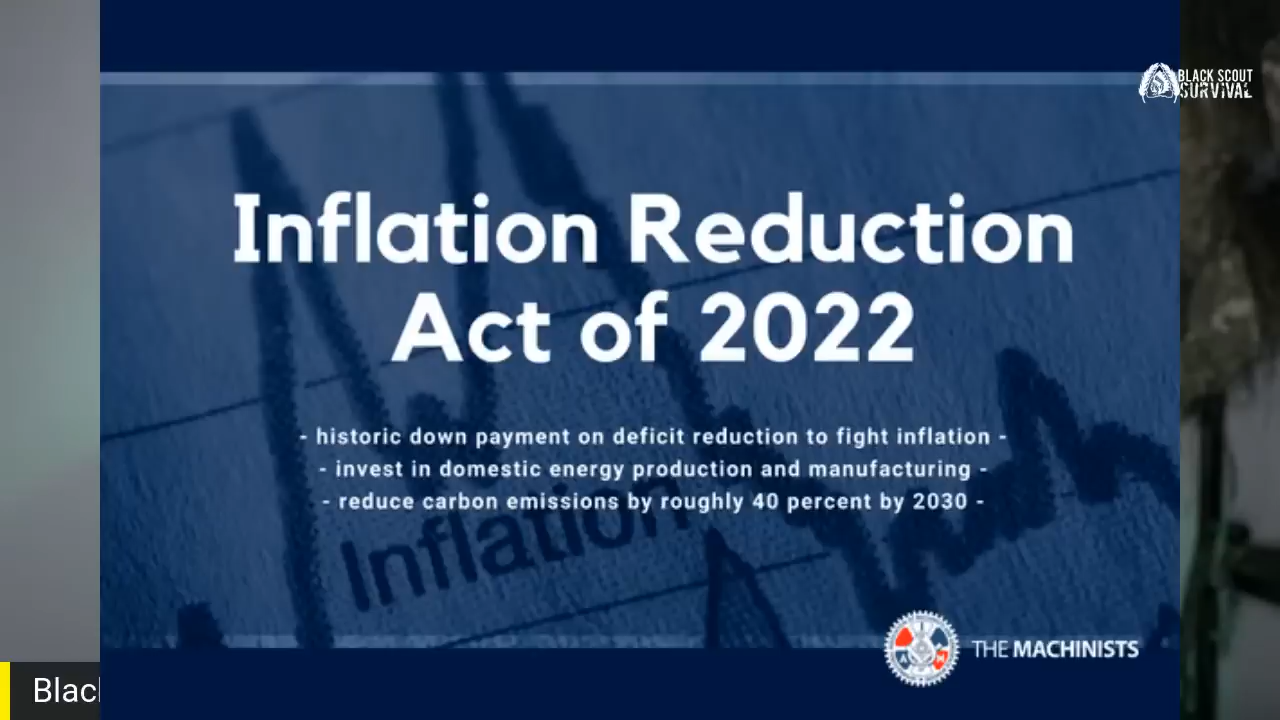 BLACK SCOUT
SURVIVAL
Inflation Reduction
Act of 2022
- historic down payment on deficit reduction to fight inflation -
- invest in domestic energy production and manufacturing -
- reduce carbon emissions by roughly 40 percent by 2030 -
Inflation
THE MACHINISTS
Blac